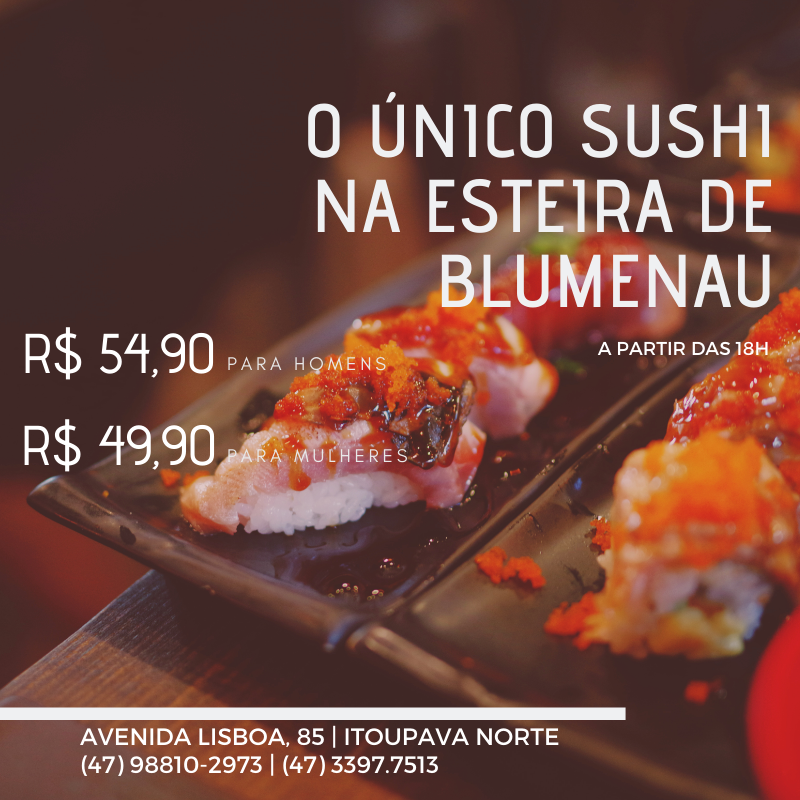 O ÚNICO SUSHI
NA ESTEIRA DE
BLUMENAU
A PARTIR DAS 18H
R$ 54,90 PARA HOMENS
R$ 49,90 PARA MULHERES
AVENIDA LISBOA, 85 | ITOUPAVA NORTE
(47) 98810-2973 | (47) 3397.7513